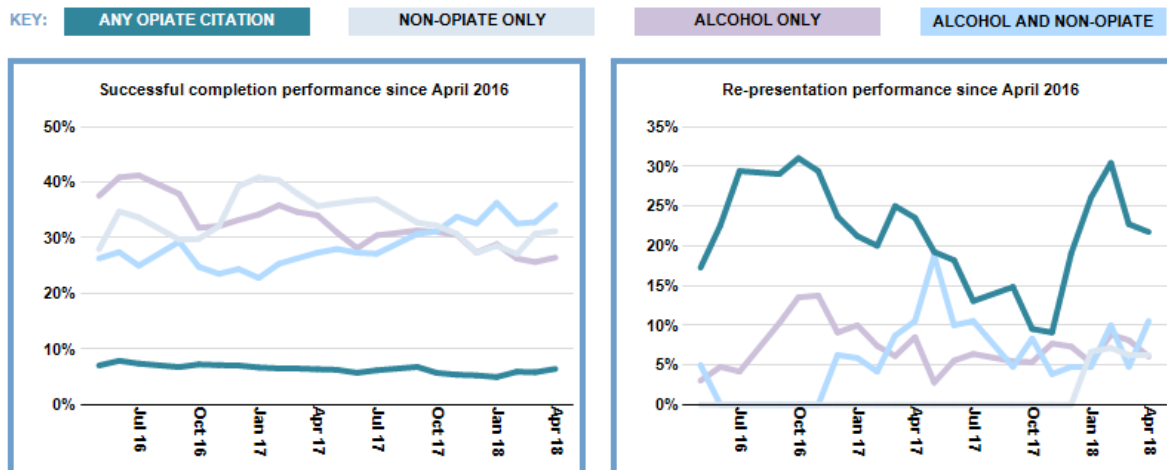 KEY: ANY OPIATE CITATION NON-OPIATE ONLY ALCOHOL ONLY ALCOHOL AND NON-OPIATE
Successful completion performance since April 2016
50%
40%
30%
20%
10%
0%
Jul 16
Oct 16
Jan 17
Apr 17
Jul 17
Oct 17
Jan 18
Apr 18
Re-presentation performance since April 2016
35%
30%
25%
20%
15%
10%
5%
0%
Jul 16
Oct 16
Jan 17
Apr 17
Jul 17
Oct 17
Jan 18
Apr 18